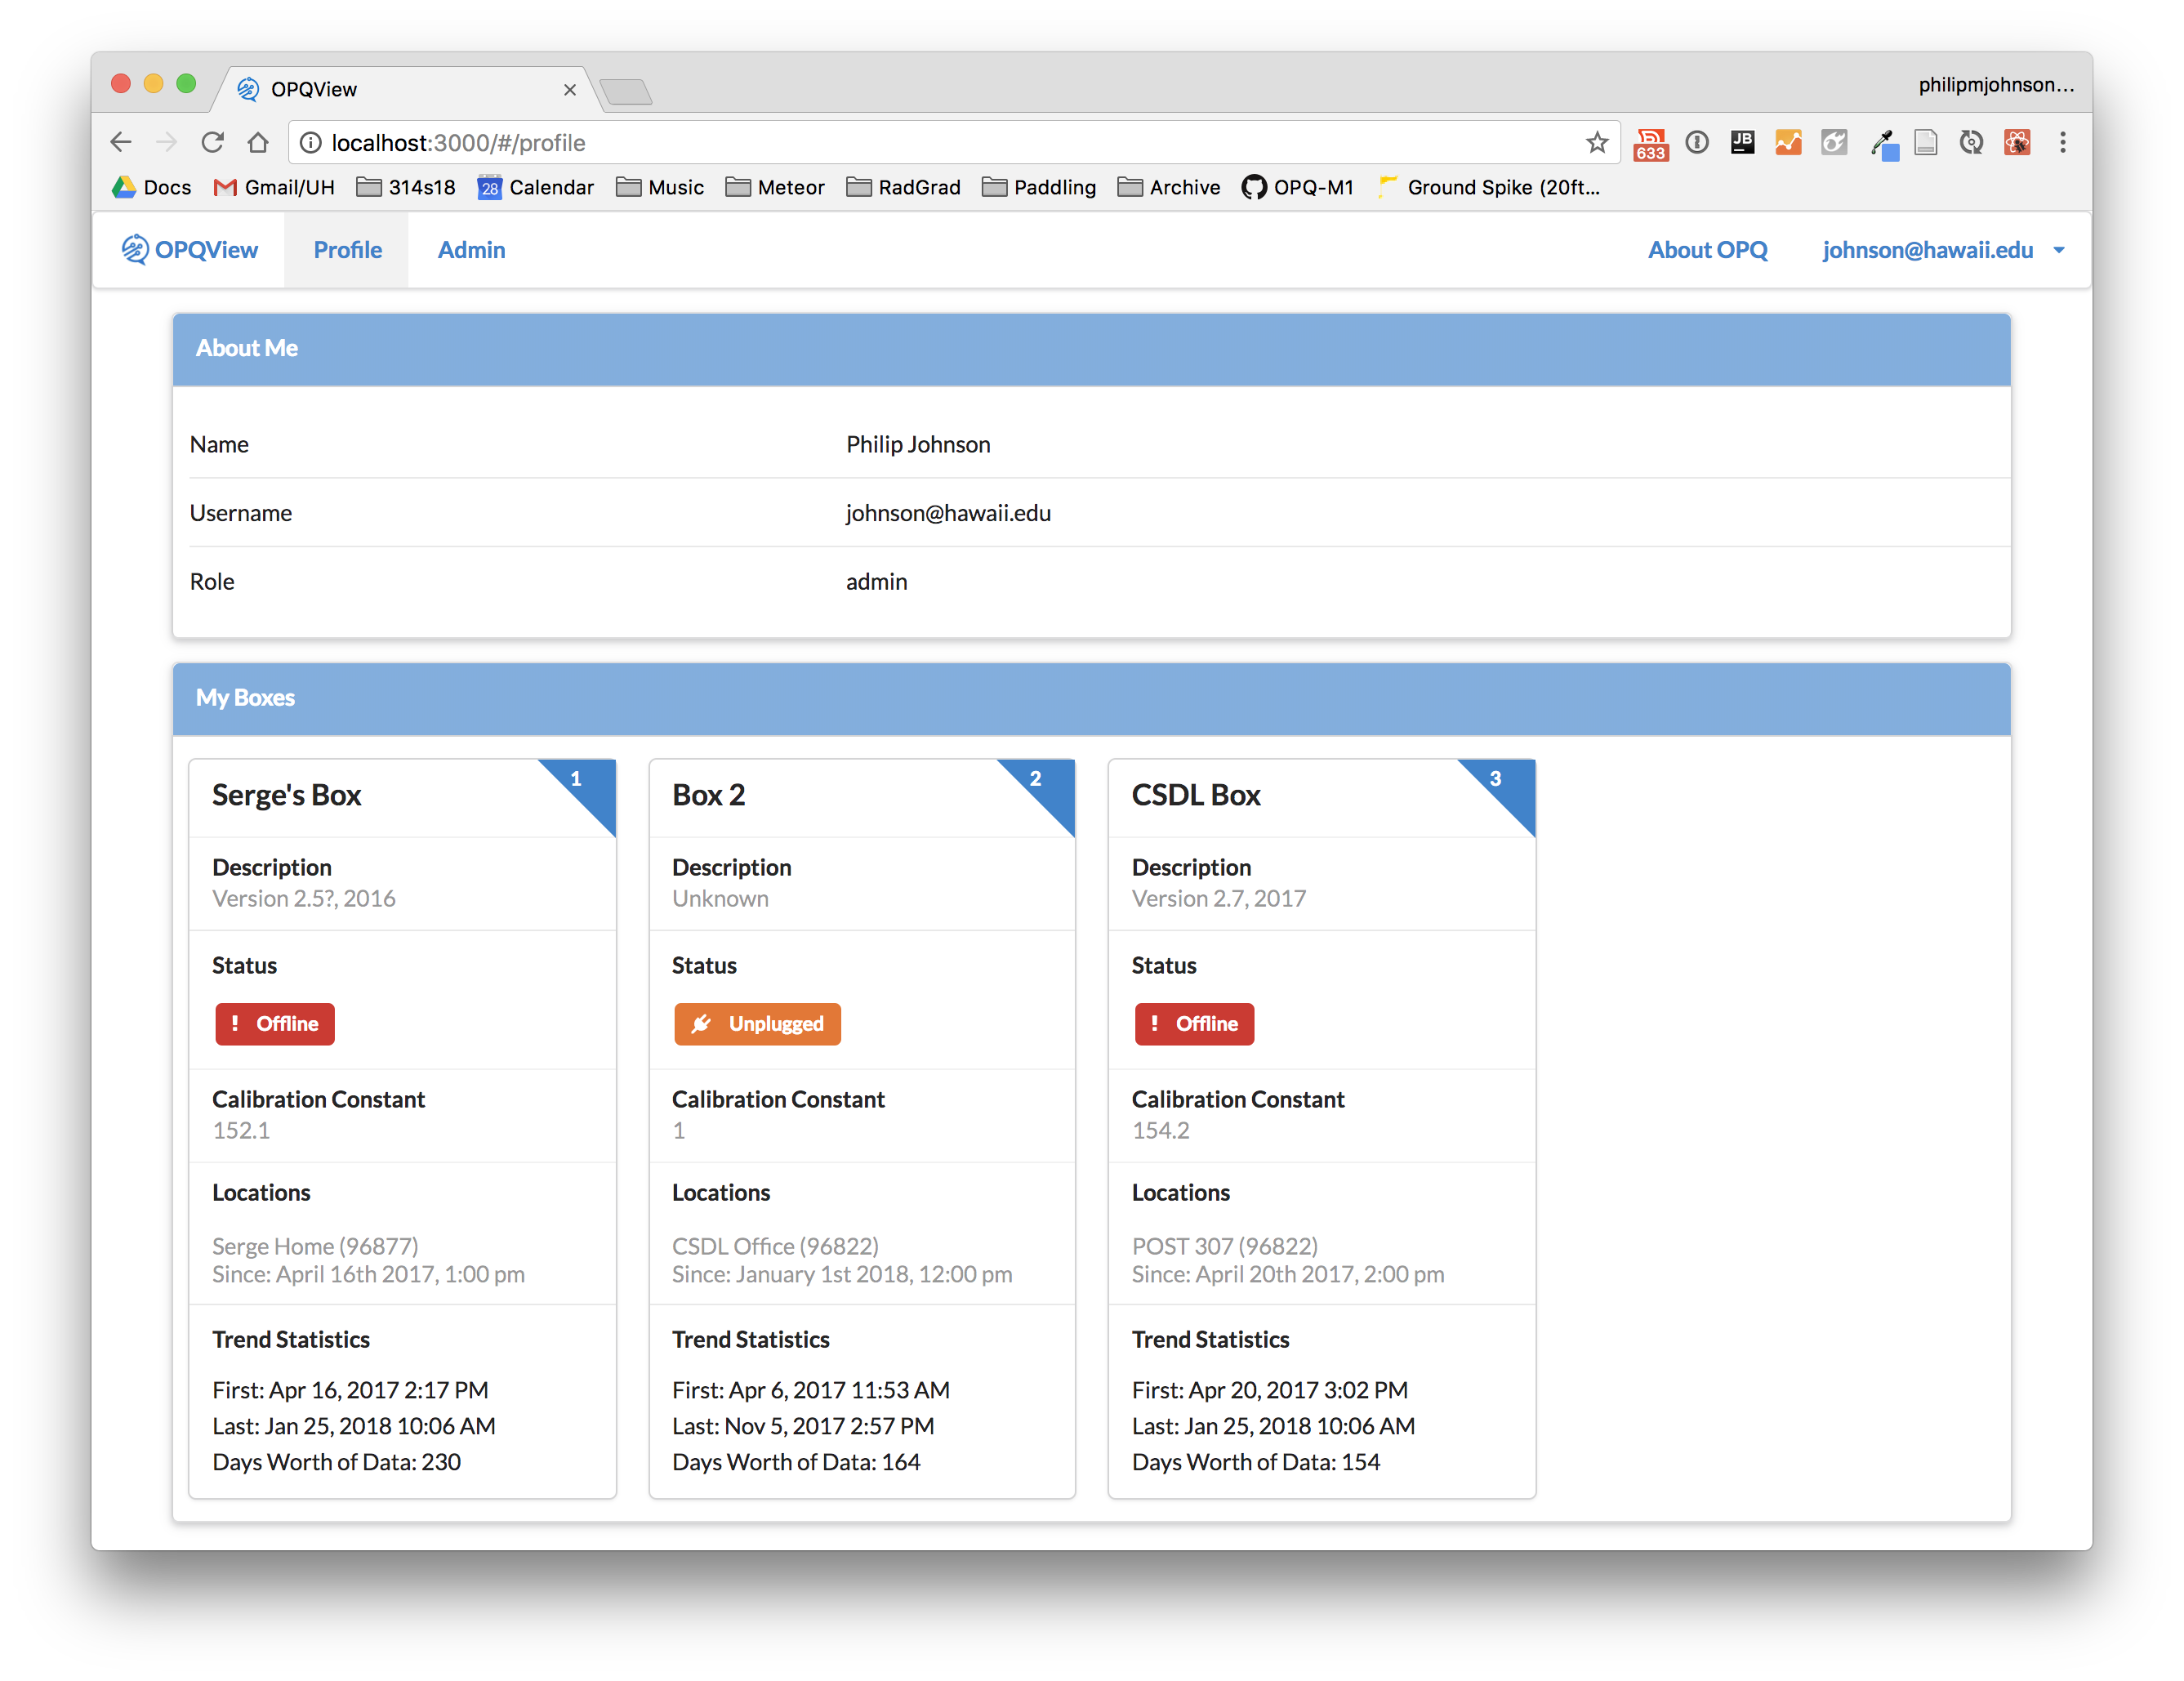 OPQView
philipmjohnson...
localhost:3000/#/profile
633
JB
Docs
Gmail/UH
314s18
28
Calendar
Music
Meteor
RadGrad
Paddling
Archive
OPQ-M1
Ground Spike (20ft...
OPQView
Profile
Admin
About OPQ
johnson@hawaii.edu
About Me
Name
Philip Johnson
Username
johnson@hawaii.edu
Role
admin
My Boxes
Serge's Box
1
Description
Version 2.5?, 2016
Status
! Offline
Calibration Constant
152.1
Locations
Serge Home (96877)
Since: April 16th 2017, 1:00 pm
Trend Statistics
First: Apr 16, 2017 2:17 PM
Last: Jan 25, 2018 10:06 AM
Days Worth of Data: 230
Box 2
2
Description
Unknown
Status
Unplugged
Calibration Constant
1
Locations
CSDL Office (96822)
Since: January 1st 2018, 12:00 pm
Trend Statistics
First: Apr 6, 2017 11:53 AM
Last: Nov 5, 2017 2:57 PM
Days Worth of Data: 164
CSDL Box
3
Description
Version 2.7, 2017
Status
! Offline
Calibration Constant
154.2
Locations
POST 307 (96822)
Since: April 20th 2017, 2:00 pm
Trend Statistics
First: Apr 20, 2017 3:02 PM
Last: Jan 25, 2018 10:06 AM
Days Worth of Data: 154